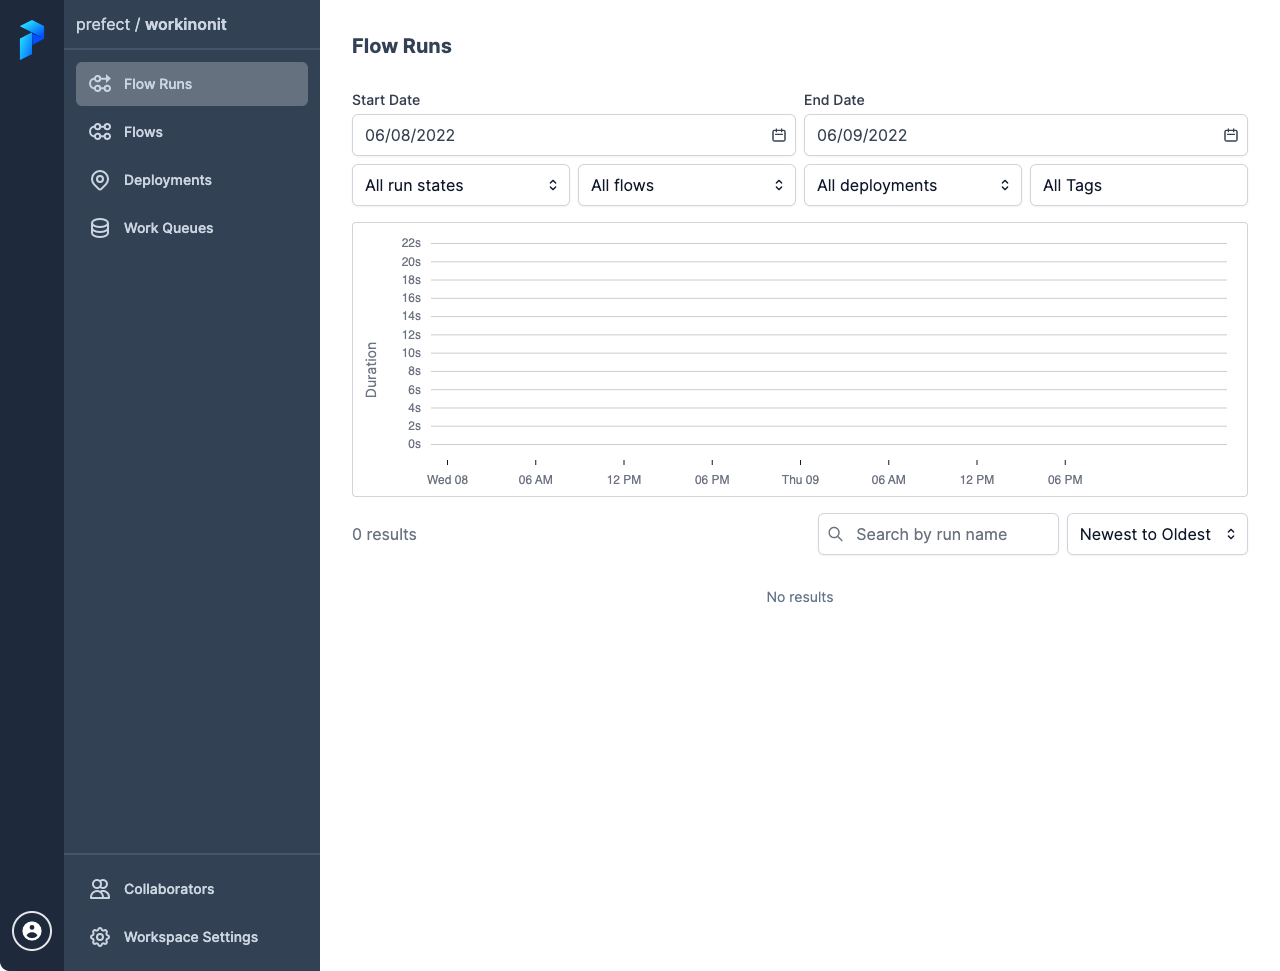 prefect / workinonit
Flow Runs
Flows
Deployments
Work Queues
Collaborators
Workspace Settings
Flow Runs
Start Date
End Date
06/08/2022
06/09/2022
All run states
All flows
All deployments
All Tags
Duration
22s
20s
18s
16s
14s
12s
10s
8s
6s
4s
2s
0s
Wed 08
06 AM
12 PM
06 PM
Thu 09
06 AM
12 PM
06 PM
0 results
Search by run name
Newest to Oldest
No results